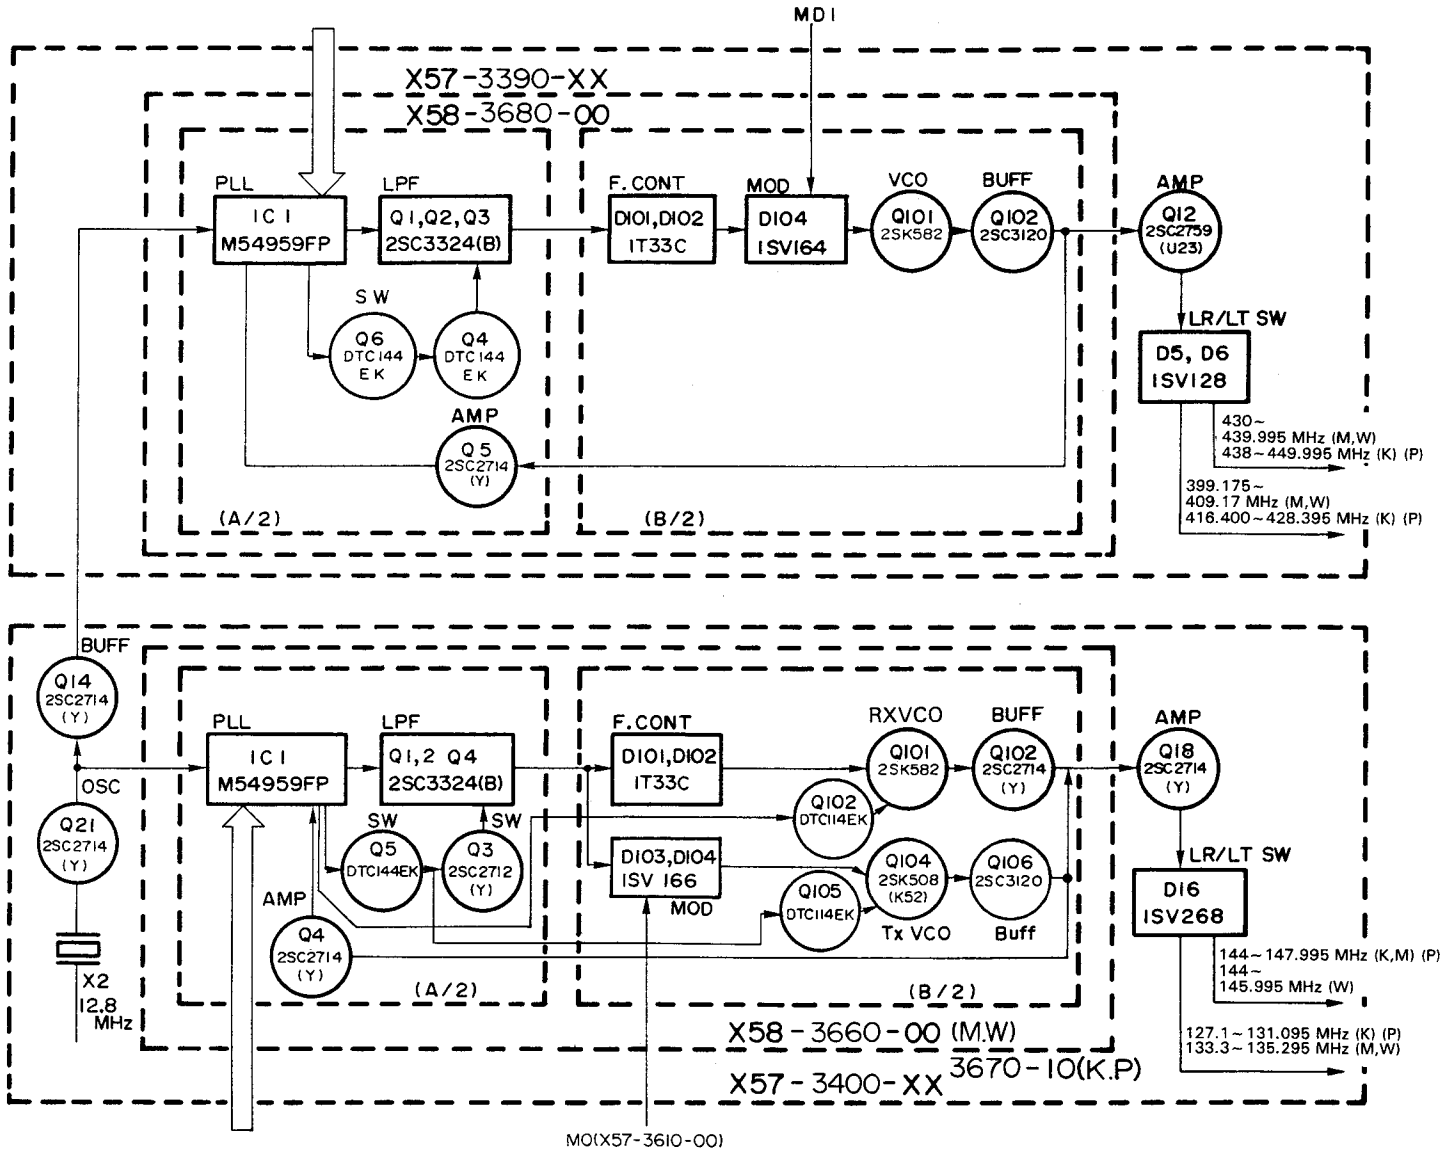 MD1
X57-3390-XX
X58-3680-00
PLL
IC1
M54959FP
LPF
Q1,Q2,Q3
2SC3324(B)
F.CONT
D101,D102
1T33C
MOD
D104
1SV164
VCO
Q101
2SK582
BUFF
Q102
2SC3120
AMP
Q12
2SC2759
(U23)
SW
Q6
DTC144
EK
Q4
DTC144
EK
LR/LT SW
D5, D6
1SV128
AMP
Q5
2SC2714
(Y)
430~
439.995 MHz (M,W)
438~449.995 MHz (K) (P)
399.175~
409.17 MHz (M,W)
416.400~428.395 MHz (K) (P)
(A/2)
(B/2)
BUFF
Q14
2SC2714
(Y)
OSC
Q21
2SC2714
(Y)
X2
12.8
MHz
PLL
IC1
M54959FP
LPF
Q1,2 Q4
2SC3324(B)
F.CONT
D101,D102
1T33C
RXVCO
Q101
2SK582
BUFF
Q102
2SC2714
(Y)
AMP
Q18
2SC2714
(Y)
Q102
DTC114EK
SW
Q5
DTC144EK
SW
Q3
2SC2712
(Y)
D103,D104
1SV 166
MOD
Q104
2SK508
(K52)
Tx VCO
Q106
2SC3120
Buff
Q105
DTC114EK
LR/LT SW
D16
1SV268
AMP
Q4
2SC2714
(Y)
144~147.995 MHz (K,M) (P)
144~
145.995 MHz (W)
127.1~131.095 MHz (K) (P)
133.3~135.295 MHz (M,W)
(A/2)
(B/2)
X58-3660-00 (M.W)
3670-10(K.P)
X57-3400-XX
MO(X57-3610-00)